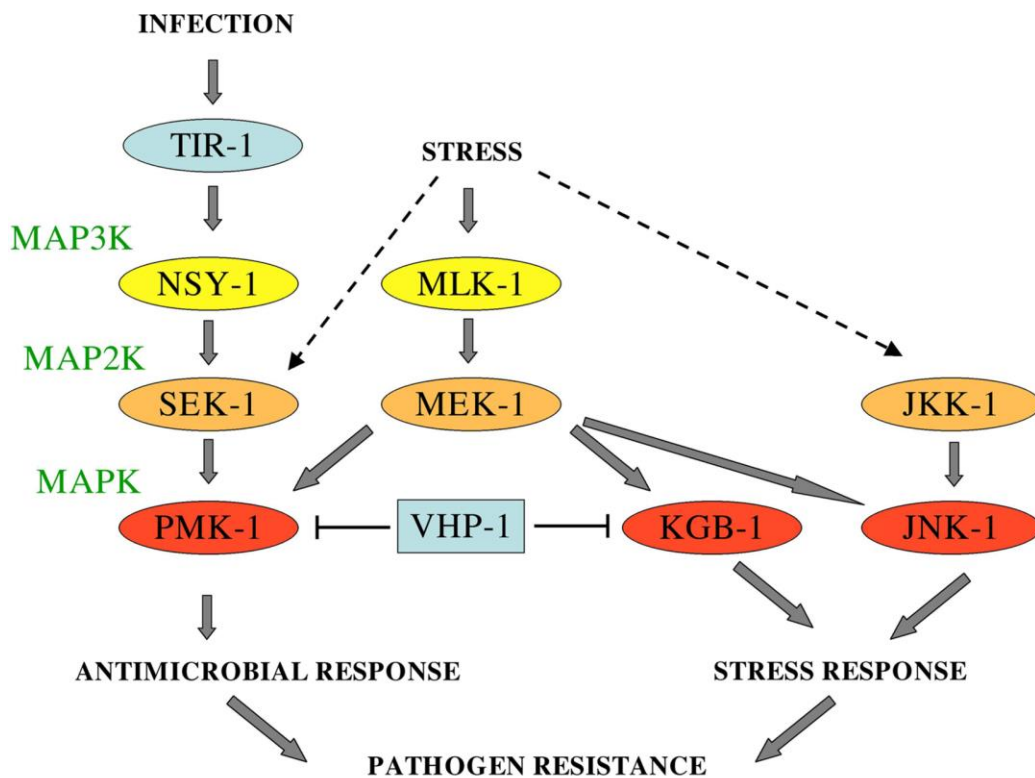 INFECTION
TIR-1
STRESS
MAP3K
NSY-1
MLK-1
MAP2K
SEK-1
MEK-1
JKK-1
MAPK
PMK-1
VHP-1
KGB-1
JNK-1
ANTIMICROBIAL RESPONSE
STRESS RESPONSE
PATHOGEN RESISTANCE